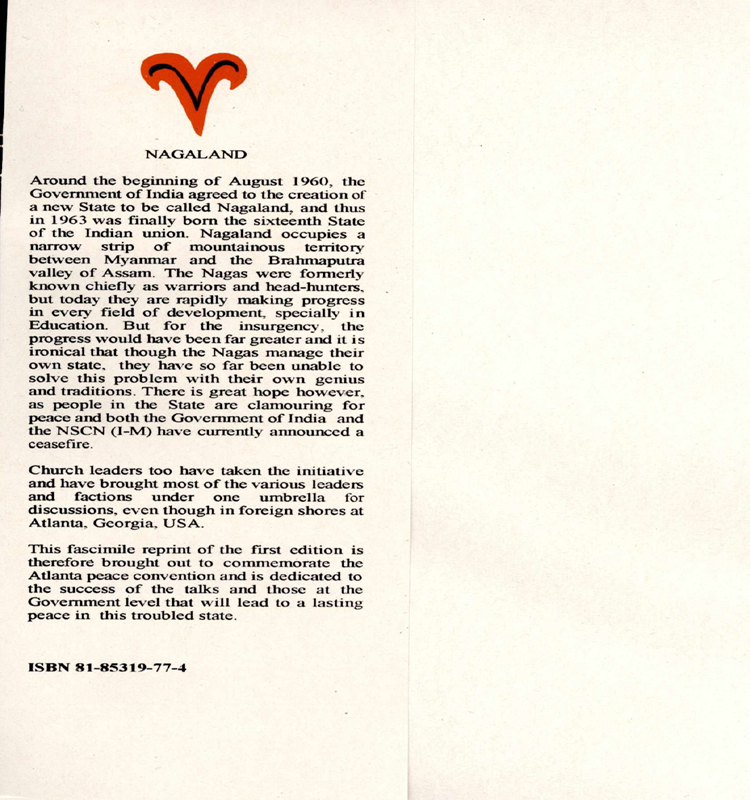 NAGALAND
Around the beginning of August 1960, the
Government of India agreed to the creation of
a new State to be called Nagaland, and thus
in 1963 was finally born the sixteenth State
of the Indian union. Nagaland occupies a
narrow strip of mountainous territory
between Myanmar and the Brahmaputra
valley of Assam. The Nagas were formerly
known chiefly as warriors and head-hunters,
but today they are rapidly making progress
in every field of development, specially in
Education. But for the insurgency, the
progress would have been far greater and it is
ironical that though the Nagas manage their
own state, they have so far been unable to
solve this problem with their own genius
and traditions. There is great hope however,
as people in the State are clamouring for
peace and both the Government of India and
the NSCN (I-M) have currently announced a
ceasefire.
Church leaders too have taken the initiative
and have brought most of the various leaders
and factions under one umbrella for
discussions, even though in foreign shores at
Atlanta, Georgia, USA.
This fascimile reprint of the first edition is
therefore brought out to commemorate the
Atlanta peace convention and is dedicated to
the success of the talks and those at the
Government level that will lead to a lasting
peace in this troubled state.
ISBN 81-85319-77-4